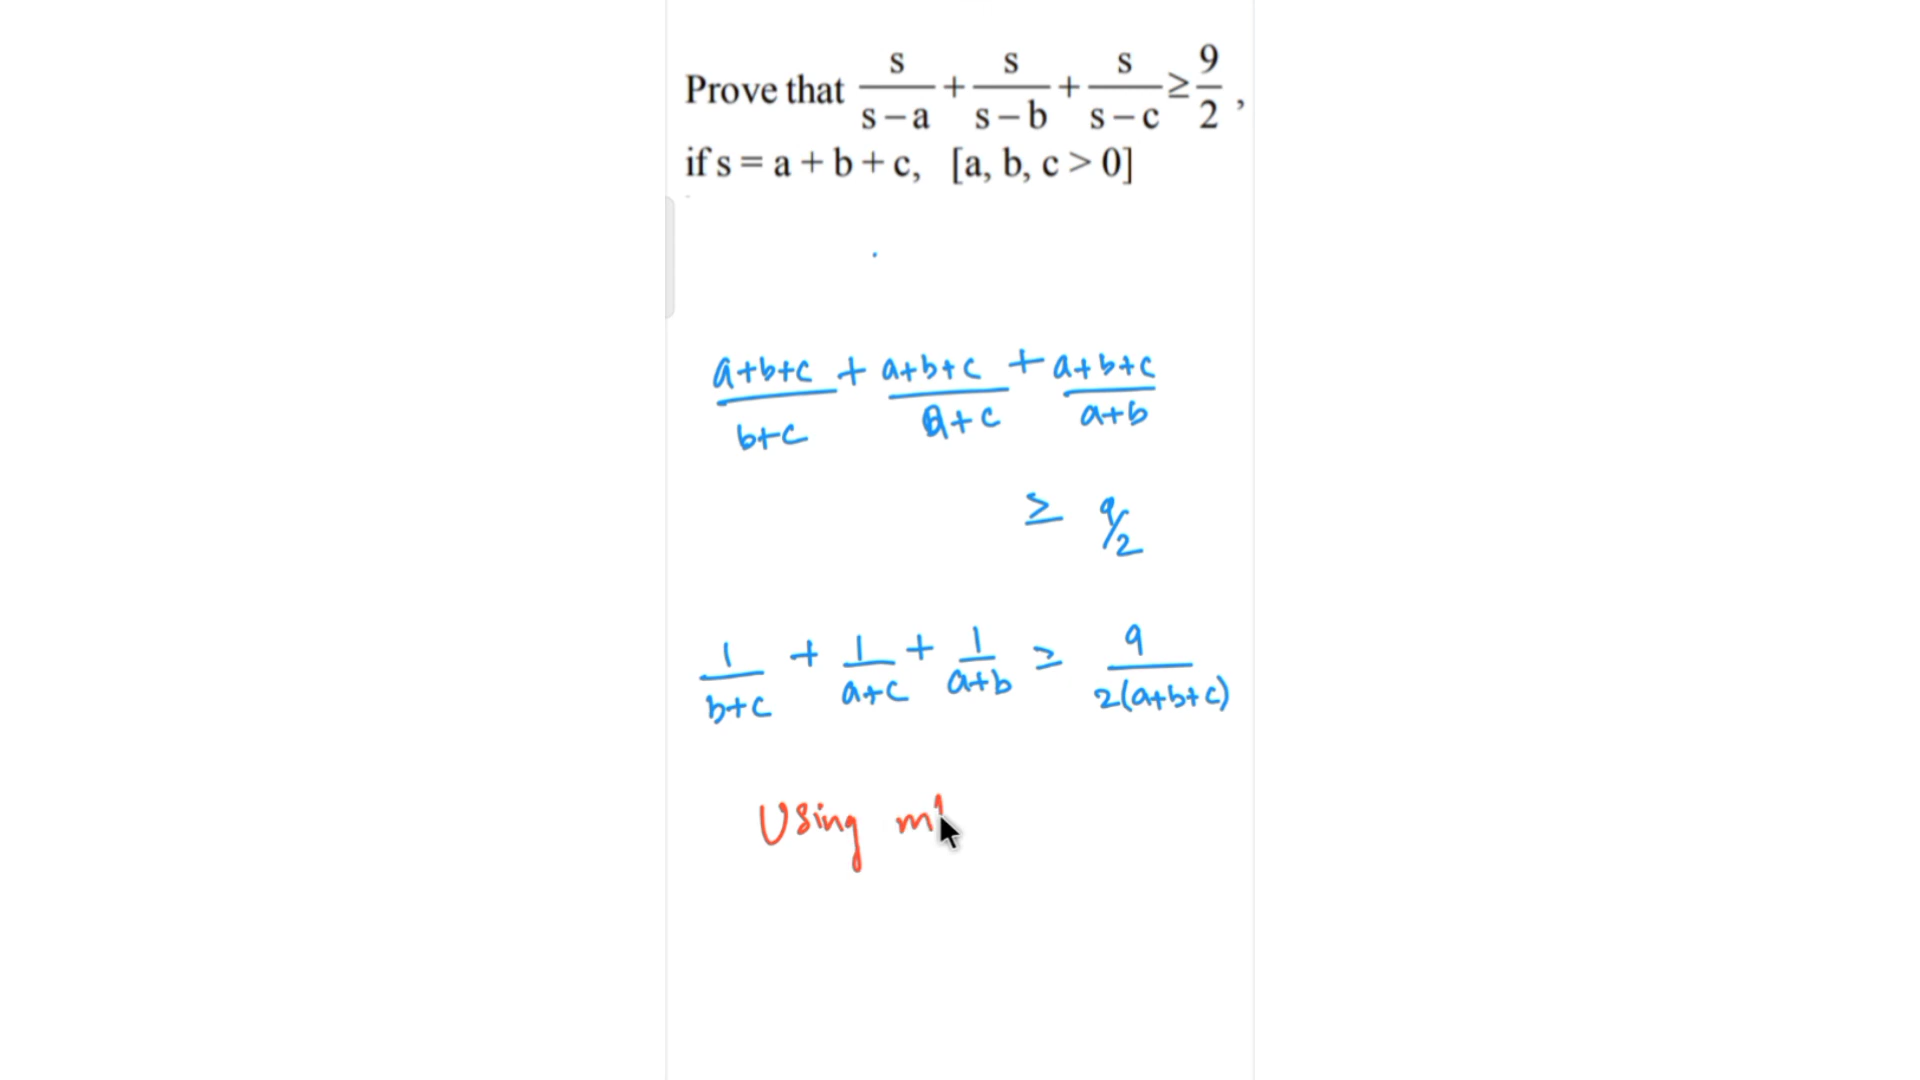 Prove that s/(s−a) + s/(s−b) + s/(s−c) ≥ 9/2 ,
if s = a + b + c, [a, b, c > 0]
(a+b+c)/(b+c) + (a+b+c)/(a+c) + (a+b+c)/(a+b)
≥ 9/2
1/(b+c) + 1/(a+c) + 1/(a+b) ≥ 9/(2(a+b+c))
Using